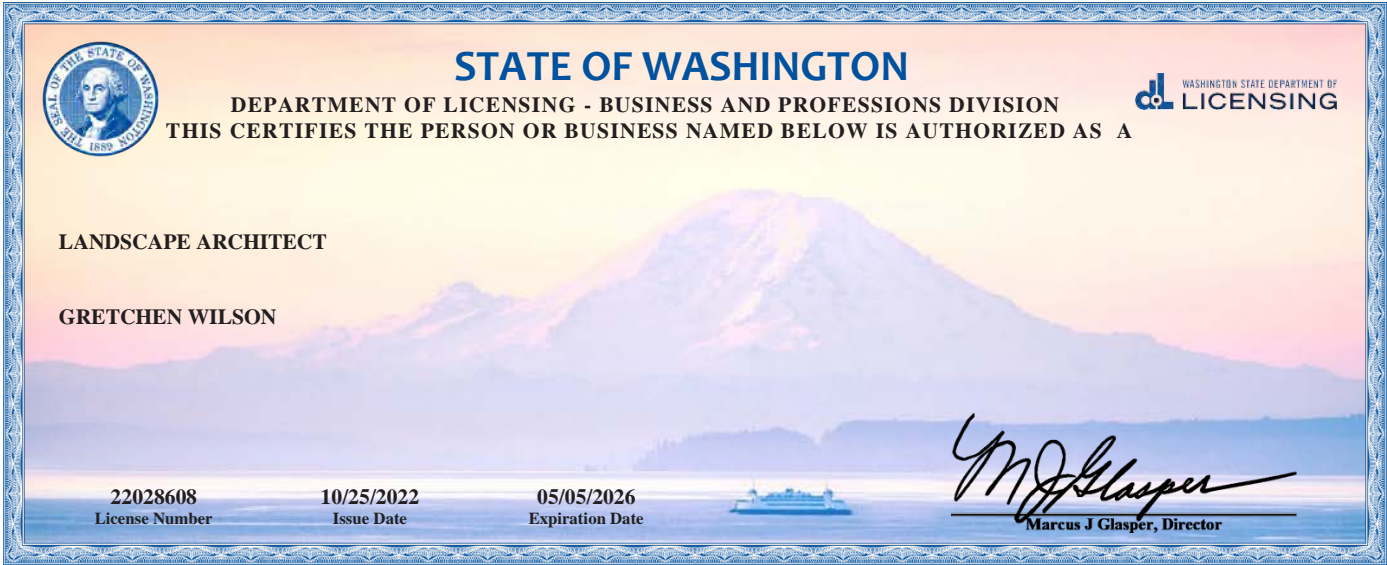 THE SEAL OF THE STATE OF WASHINGTON
1889
STATE OF WASHINGTON
DEPARTMENT OF LICENSING - BUSINESS AND PROFESSIONS DIVISION
THIS CERTIFIES THE PERSON OR BUSINESS NAMED BELOW IS AUTHORIZED AS A
dol WASHINGTON STATE DEPARTMENT OF
LICENSING
LANDSCAPE ARCHITECT
GRETCHEN WILSON
22028608 10/25/2022 05/05/2026
License Number Issue Date Expiration Date
MJGlasper
Marcus J Glasper, Director